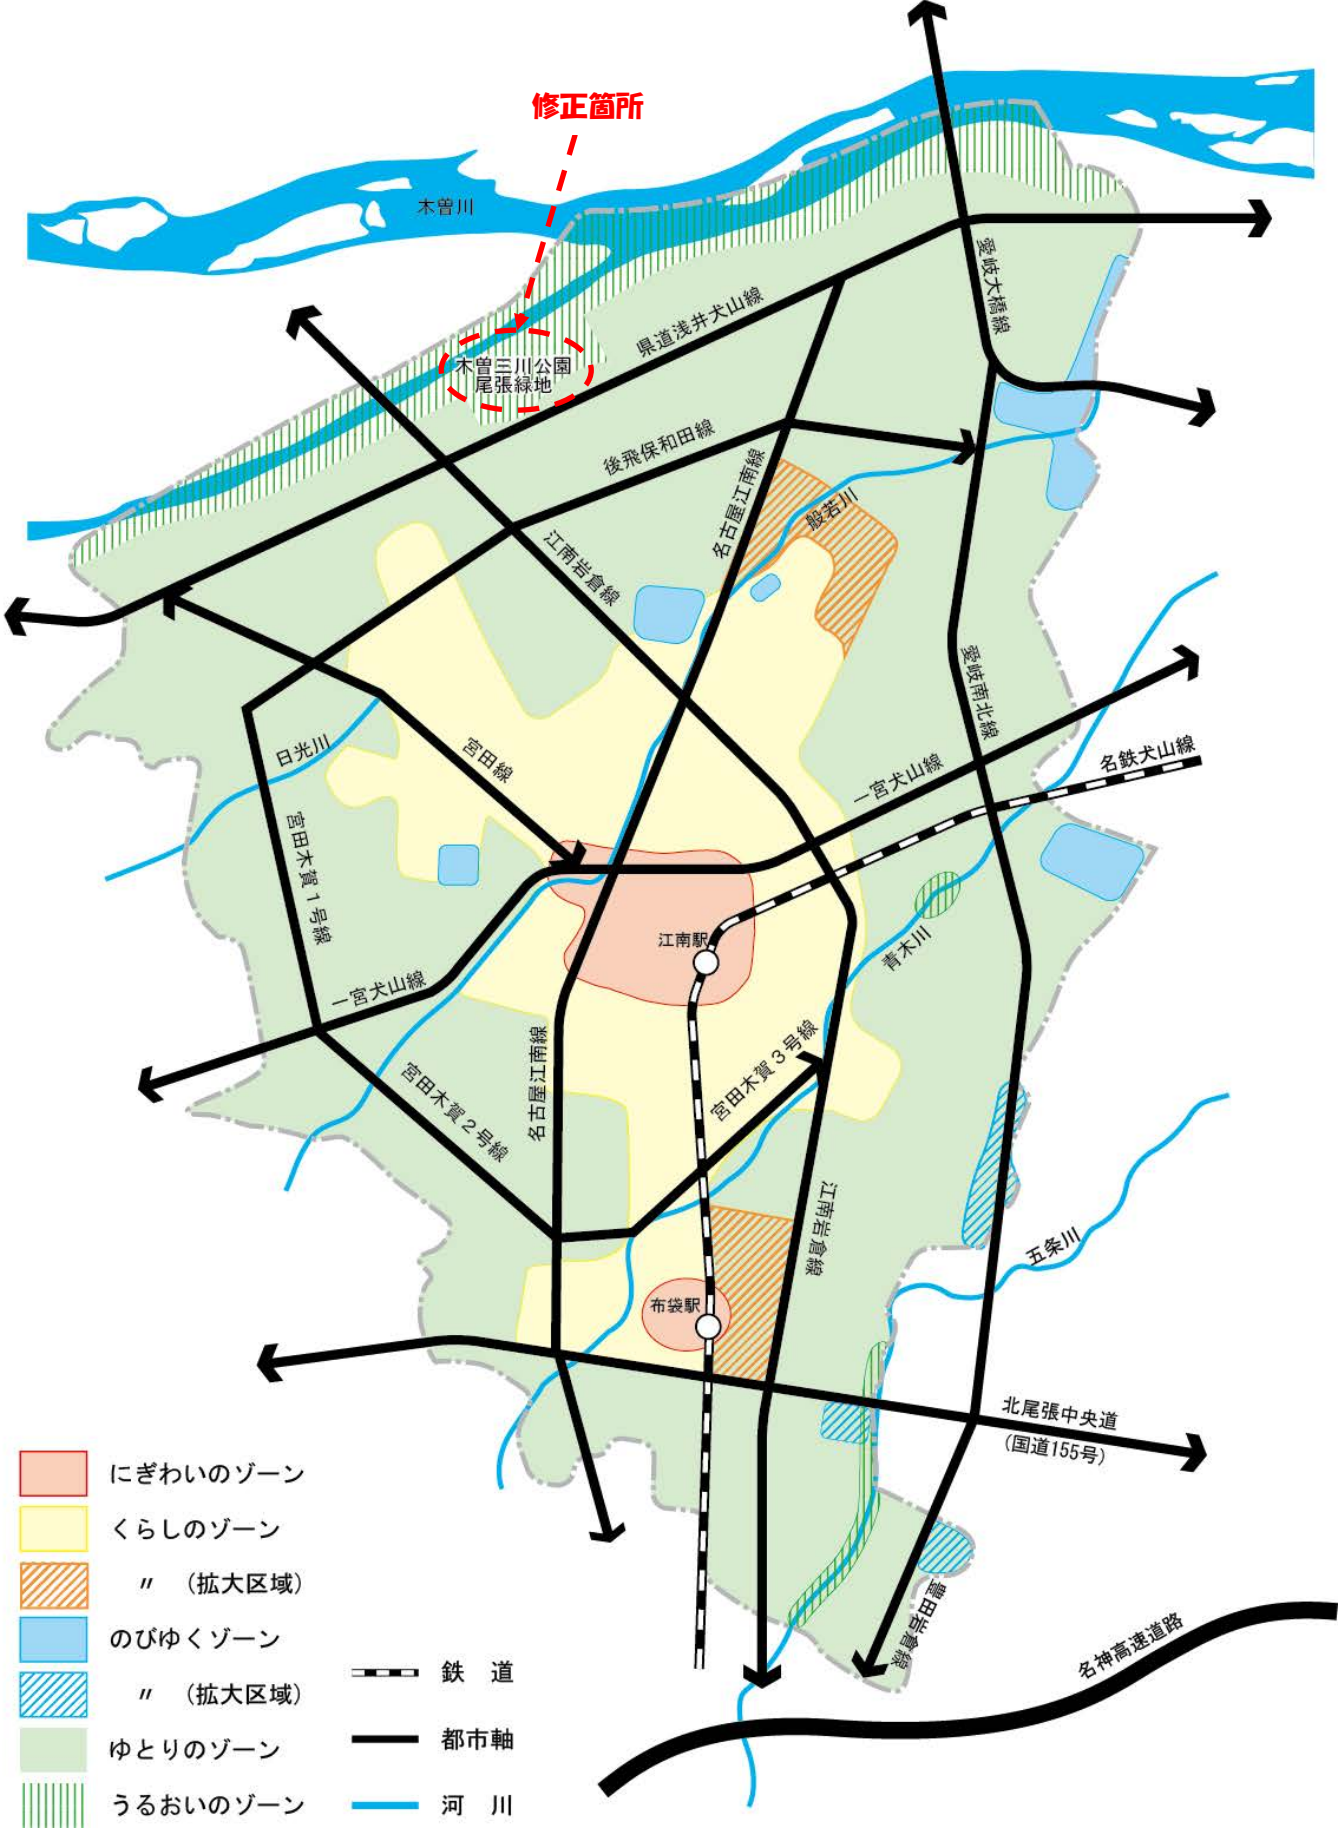 修正箇所
木曽川
愛岐大橋線
県道浅井犬山線
木曽三川公園
尾張緑地
後飛保和田線
名古屋江南線
般若川
江南岩倉線
愛岐南北線
日光川
宮田線
一宮犬山線
名鉄犬山線
宮田木賀1号線
江南駅
青木川
一宮犬山線
名古屋江南線
宮田木賀2号線
宮田木賀3号線
江南岩倉線
五条川
布袋駅
北尾張中央道
(国道155号)
豊田岩倉線
名神高速道路
にぎわいのゾーン
くらしのゾーン
〃 (拡大区域)
のびゆくゾーン
〃 (拡大区域)
ゆとりのゾーン
うるおいのゾーン
鉄 道
都市軸
河 川